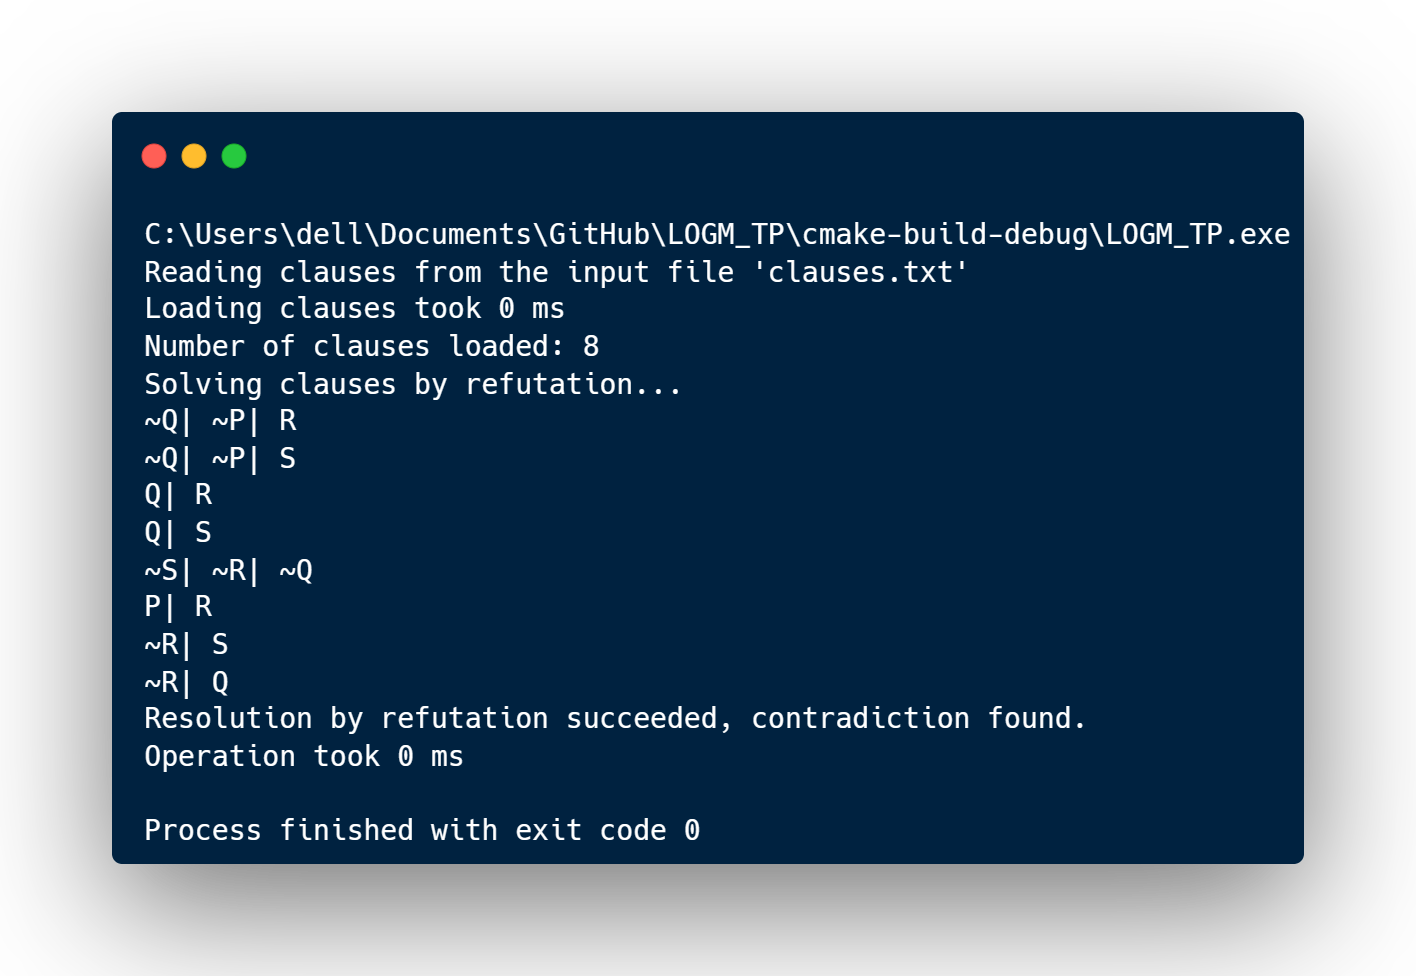 C:\Users\dell\Documents\GitHub\LOGM_TP\cmake-build-debug\LOGM_TP.exe
Reading clauses from the input file 'clauses.txt'
Loading clauses took 0 ms
Number of clauses loaded: 8
Solving clauses by refutation...
~Q| ~P| R
~Q| ~P| S
Q| R
Q| S
~S| ~R| ~Q
P| R
~R| S
~R| Q
Resolution by refutation succeeded, contradiction found.
Operation took 0 ms
Process finished with exit code 0